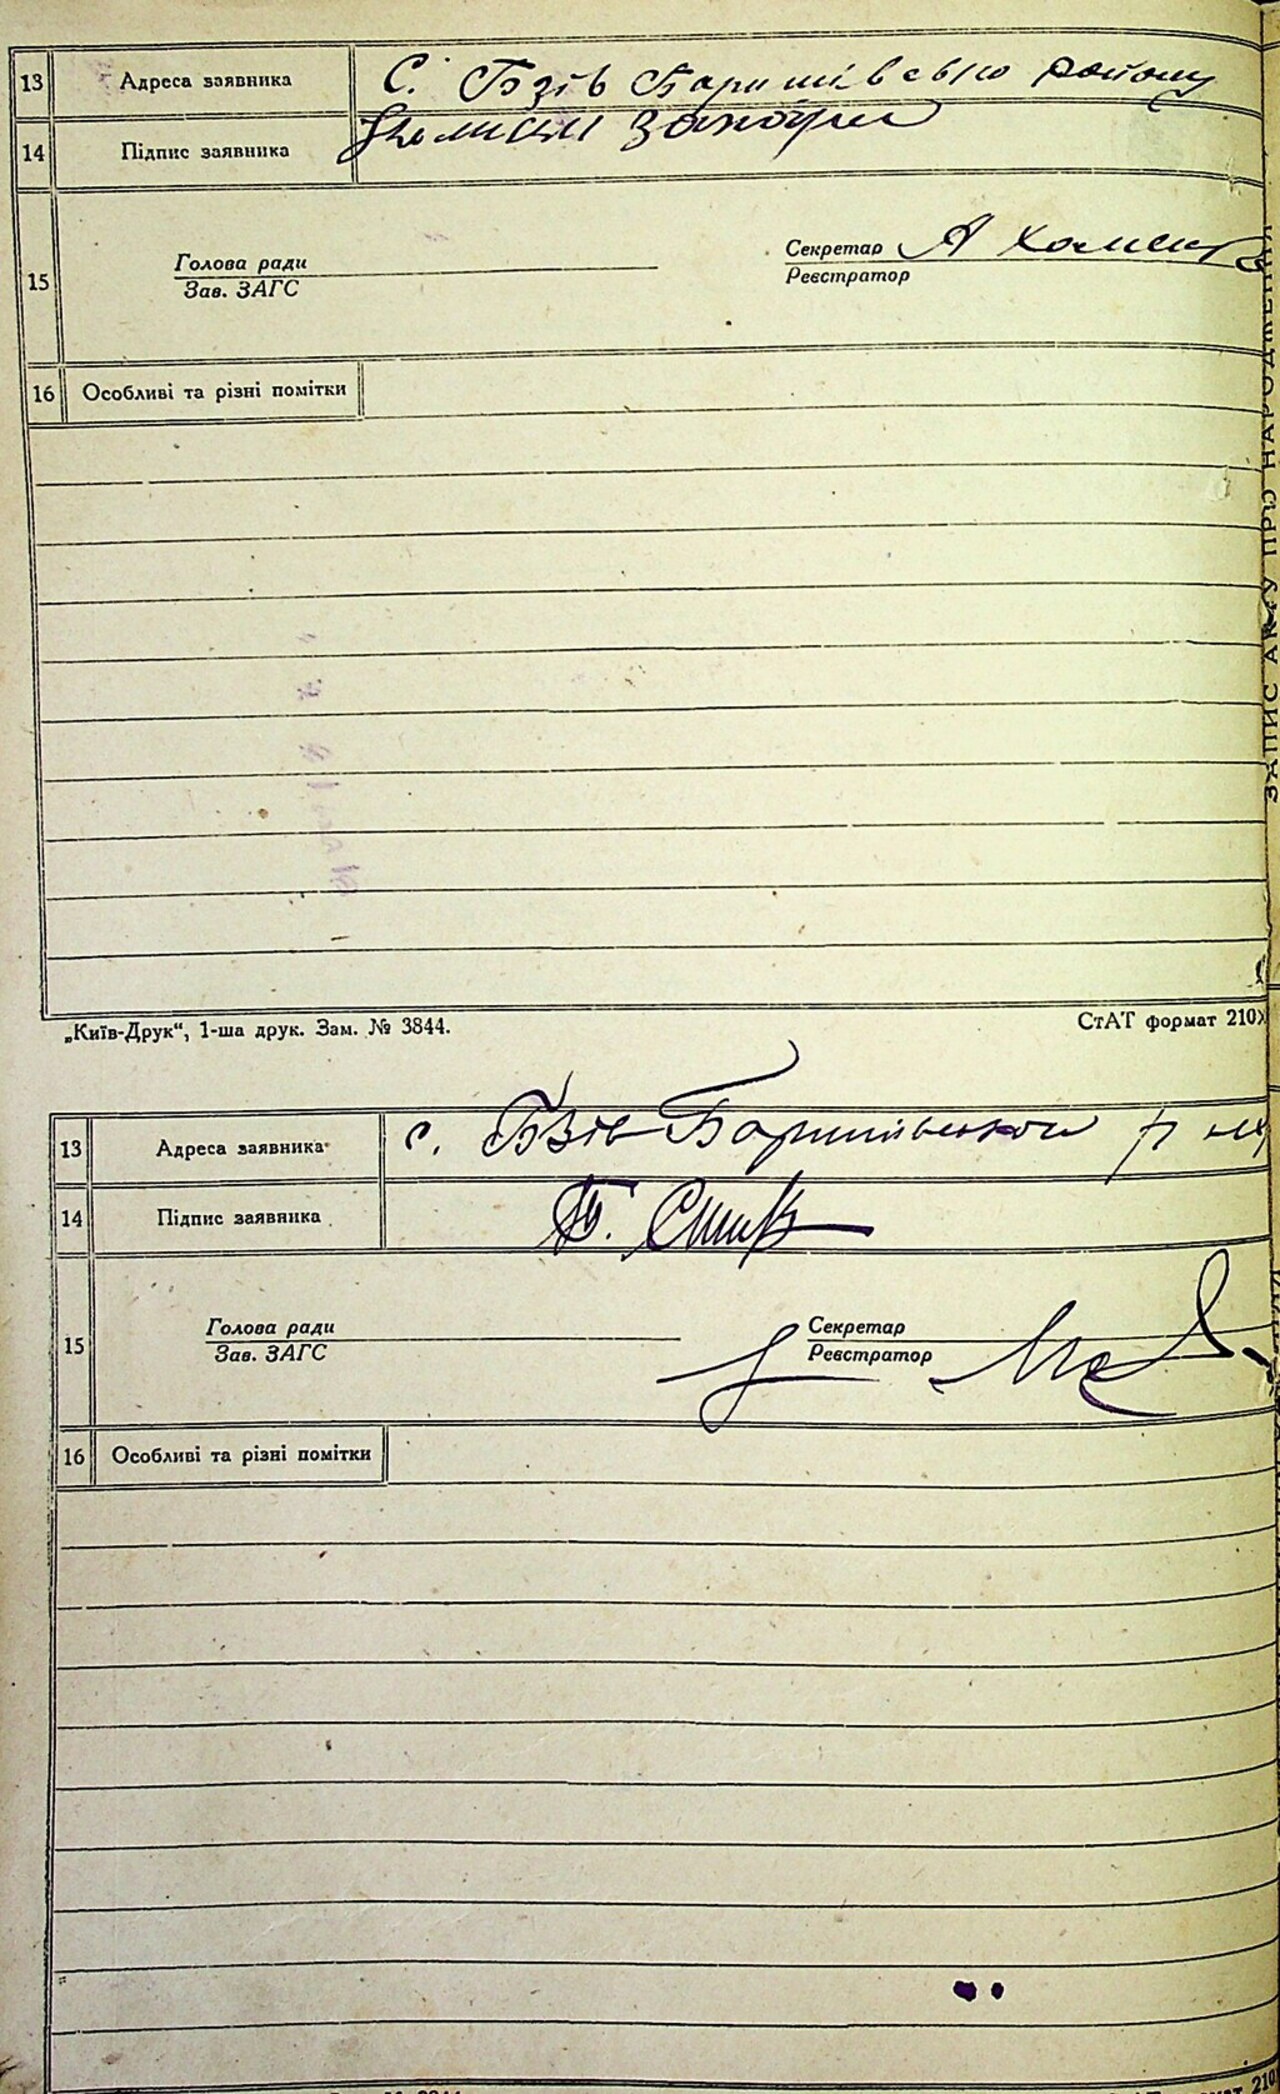 13 Адреса заявника С. Бзів Баришівсько району
14 Підпис заявника
15 Голова ради Секретар А Хоменко
Зав. ЗАГС Реєстратор
16 Особливі та різні помітки
„Київ-Друк“, 1-ша друк. Зам. № 3844. СтАТ формат 210×
13 Адреса заявника с. Бзів Баришівського р
14 Підпис заявника
15 Голова ради Секретар
Зав. ЗАГС Реєстратор
16 Особливі та різні помітки
ЗАПИС АКТУ ПРО НАРОДЖЕННЯ